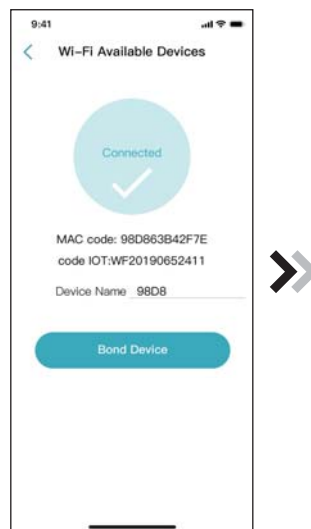 9:41
Wi-Fi Available Devices
Connected
MAC code: 98D863B42F7E
code IOT:WF20190652411
Device Name 98D8
Bond Device